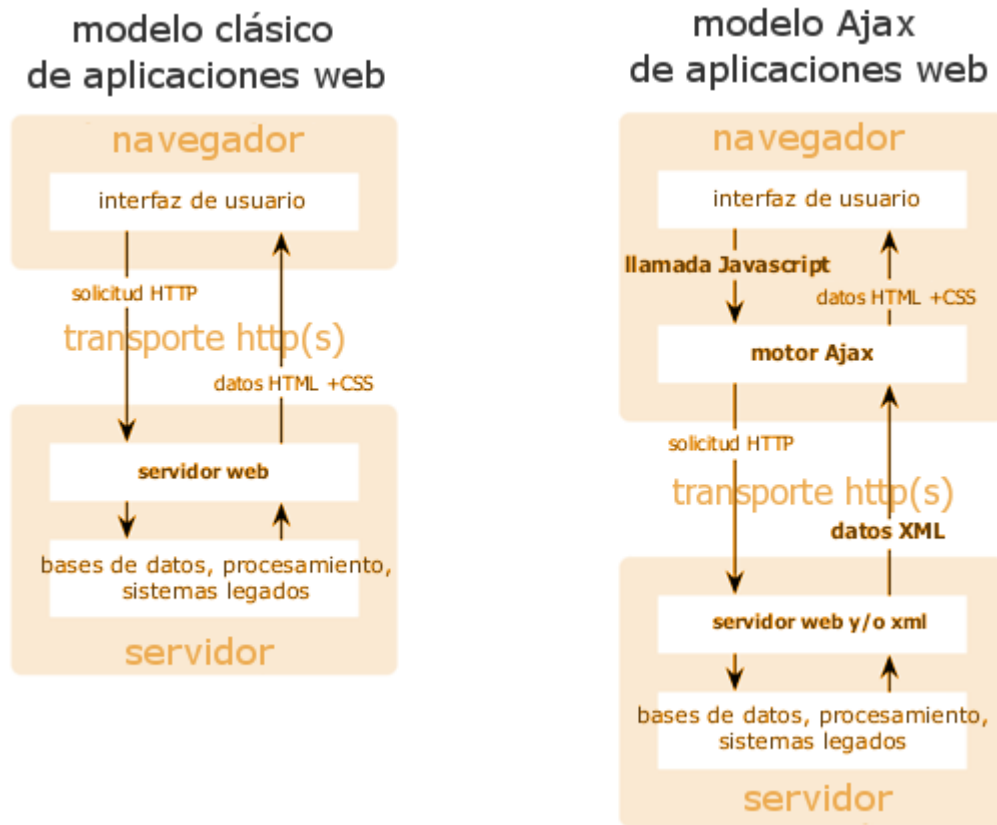 modelo clásico
de aplicaciones web
navegador
interfaz de usuario
solicitud HTTP
transporte http(s)
datos HTML +CSS
servidor web
bases de datos, procesamiento,
sistemas legados
servidor
modelo Ajax
de aplicaciones web
navegador
interfaz de usuario
llamada Javascript
datos HTML +CSS
motor Ajax
solicitud HTTP
transporte http(s)
datos XML
servidor web y/o xml
bases de datos, procesamiento,
sistemas legados
servidor